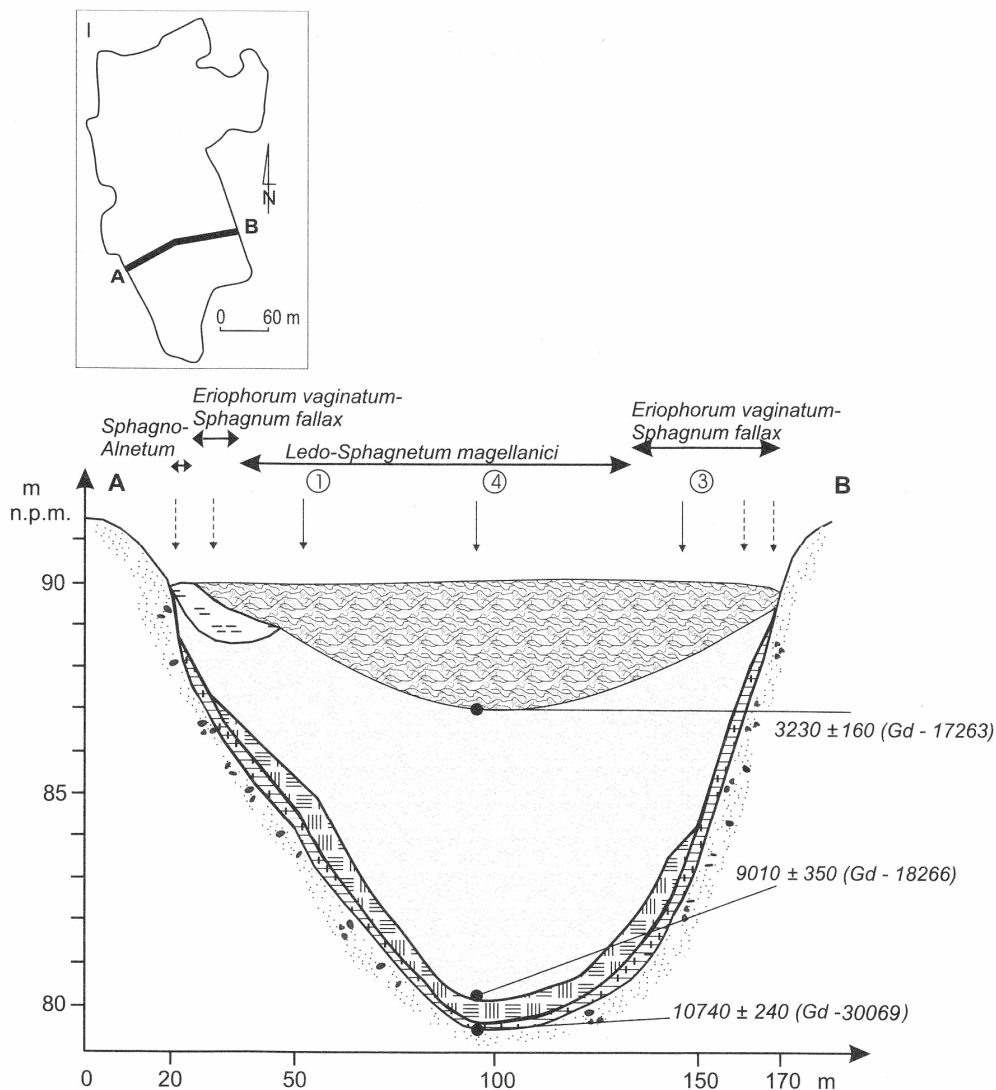 I
N
B
A
0 60 m
Eriophorum vaginatum-
Sphagnum fallax
Sphagno-
Alnetum
Ledo-Sphagnetum magellanici
Eriophorum vaginatum-
Sphagnum fallax
A
1
4
3
B
m
n.p.m.
90
3230 ±160 (Gd - 17263)
85
9010 ± 350 (Gd - 18266)
80
10740 ± 240 (Gd -30069)
0 20 50 100 150 170 m